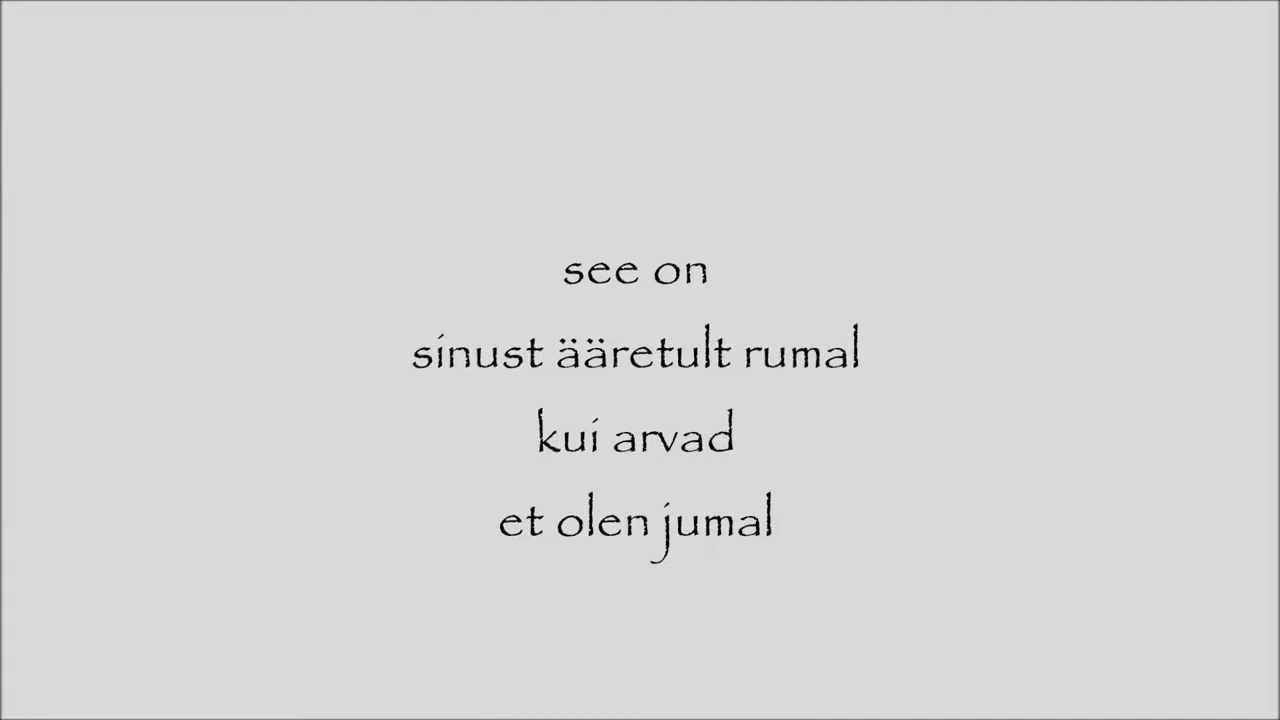 see on
sinust ääretult rumal
kui arvad
et olen jumal